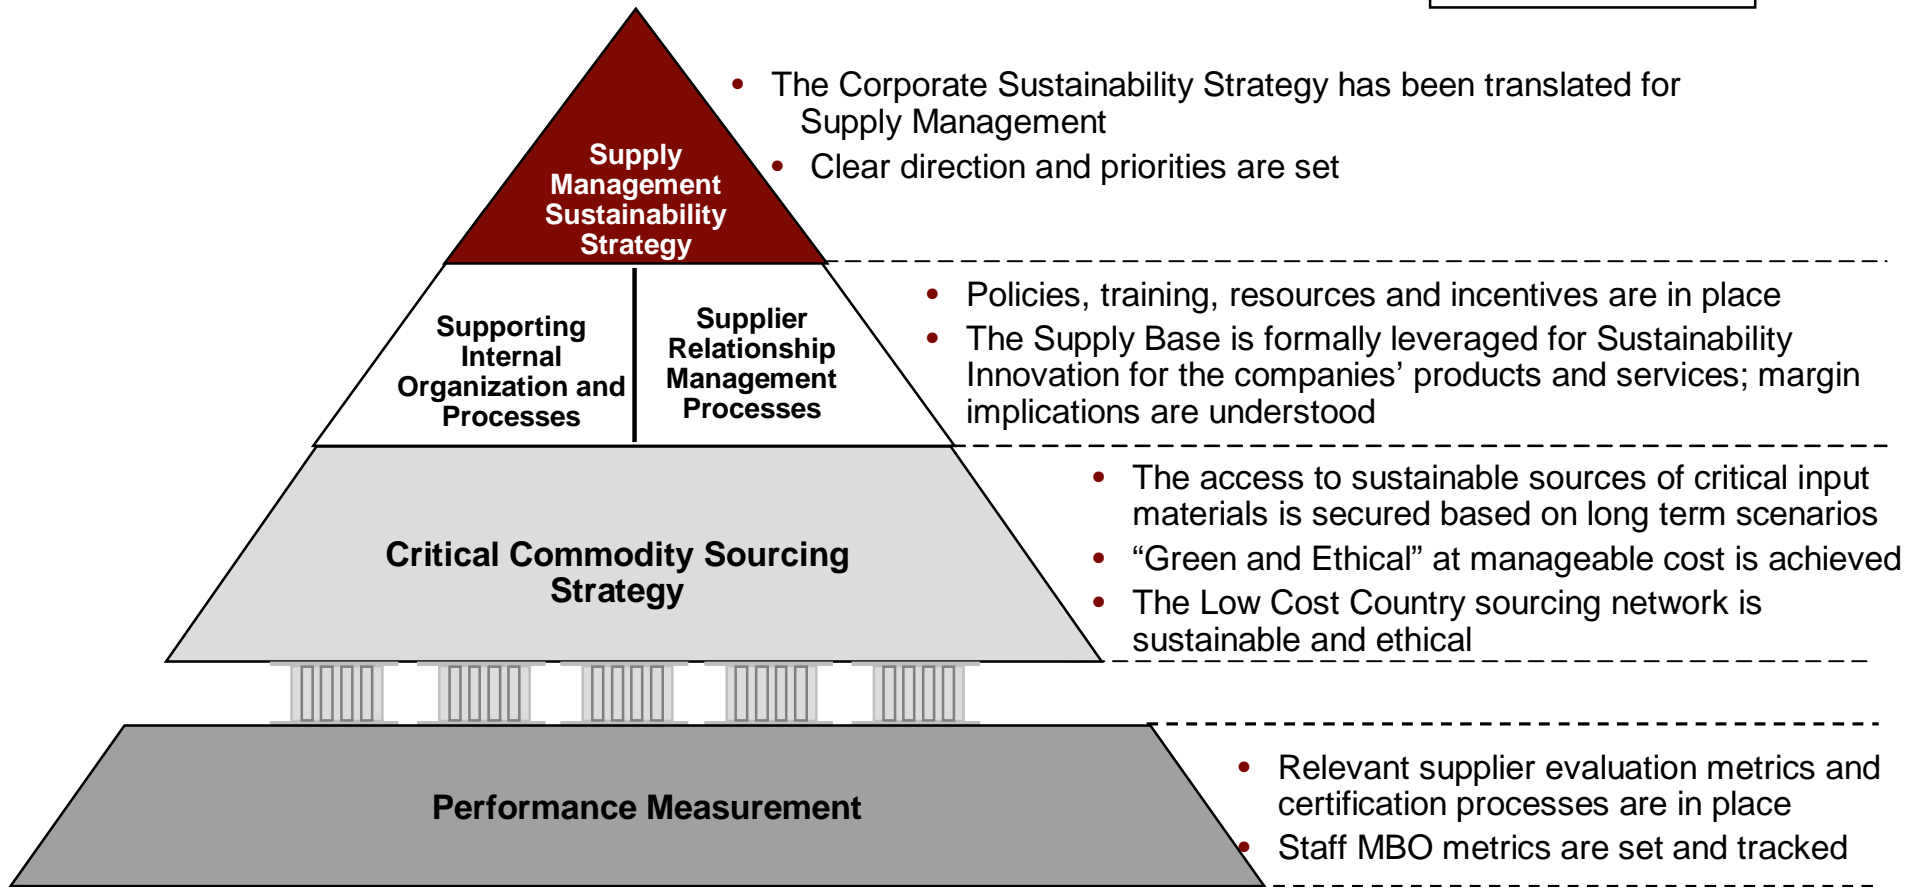 Supply
Management
Sustainability
Strategy
• The Corporate Sustainability Strategy has been translated for
Supply Management
• Clear direction and priorities are set
Supporting
Internal
Organization and
Processes
Supplier
Relationship
Management
Processes
• Policies, training, resources and incentives are in place
• The Supply Base is formally leveraged for Sustainability
Innovation for the companies’ products and services; margin
implications are understood
Critical Commodity Sourcing
Strategy
• The access to sustainable sources of critical input
materials is secured based on long term scenarios
• “Green and Ethical” at manageable cost is achieved
• The Low Cost Country sourcing network is
sustainable and ethical
Performance Measurement
• Relevant supplier evaluation metrics and
certification processes are in place
• Staff MBO metrics are set and tracked